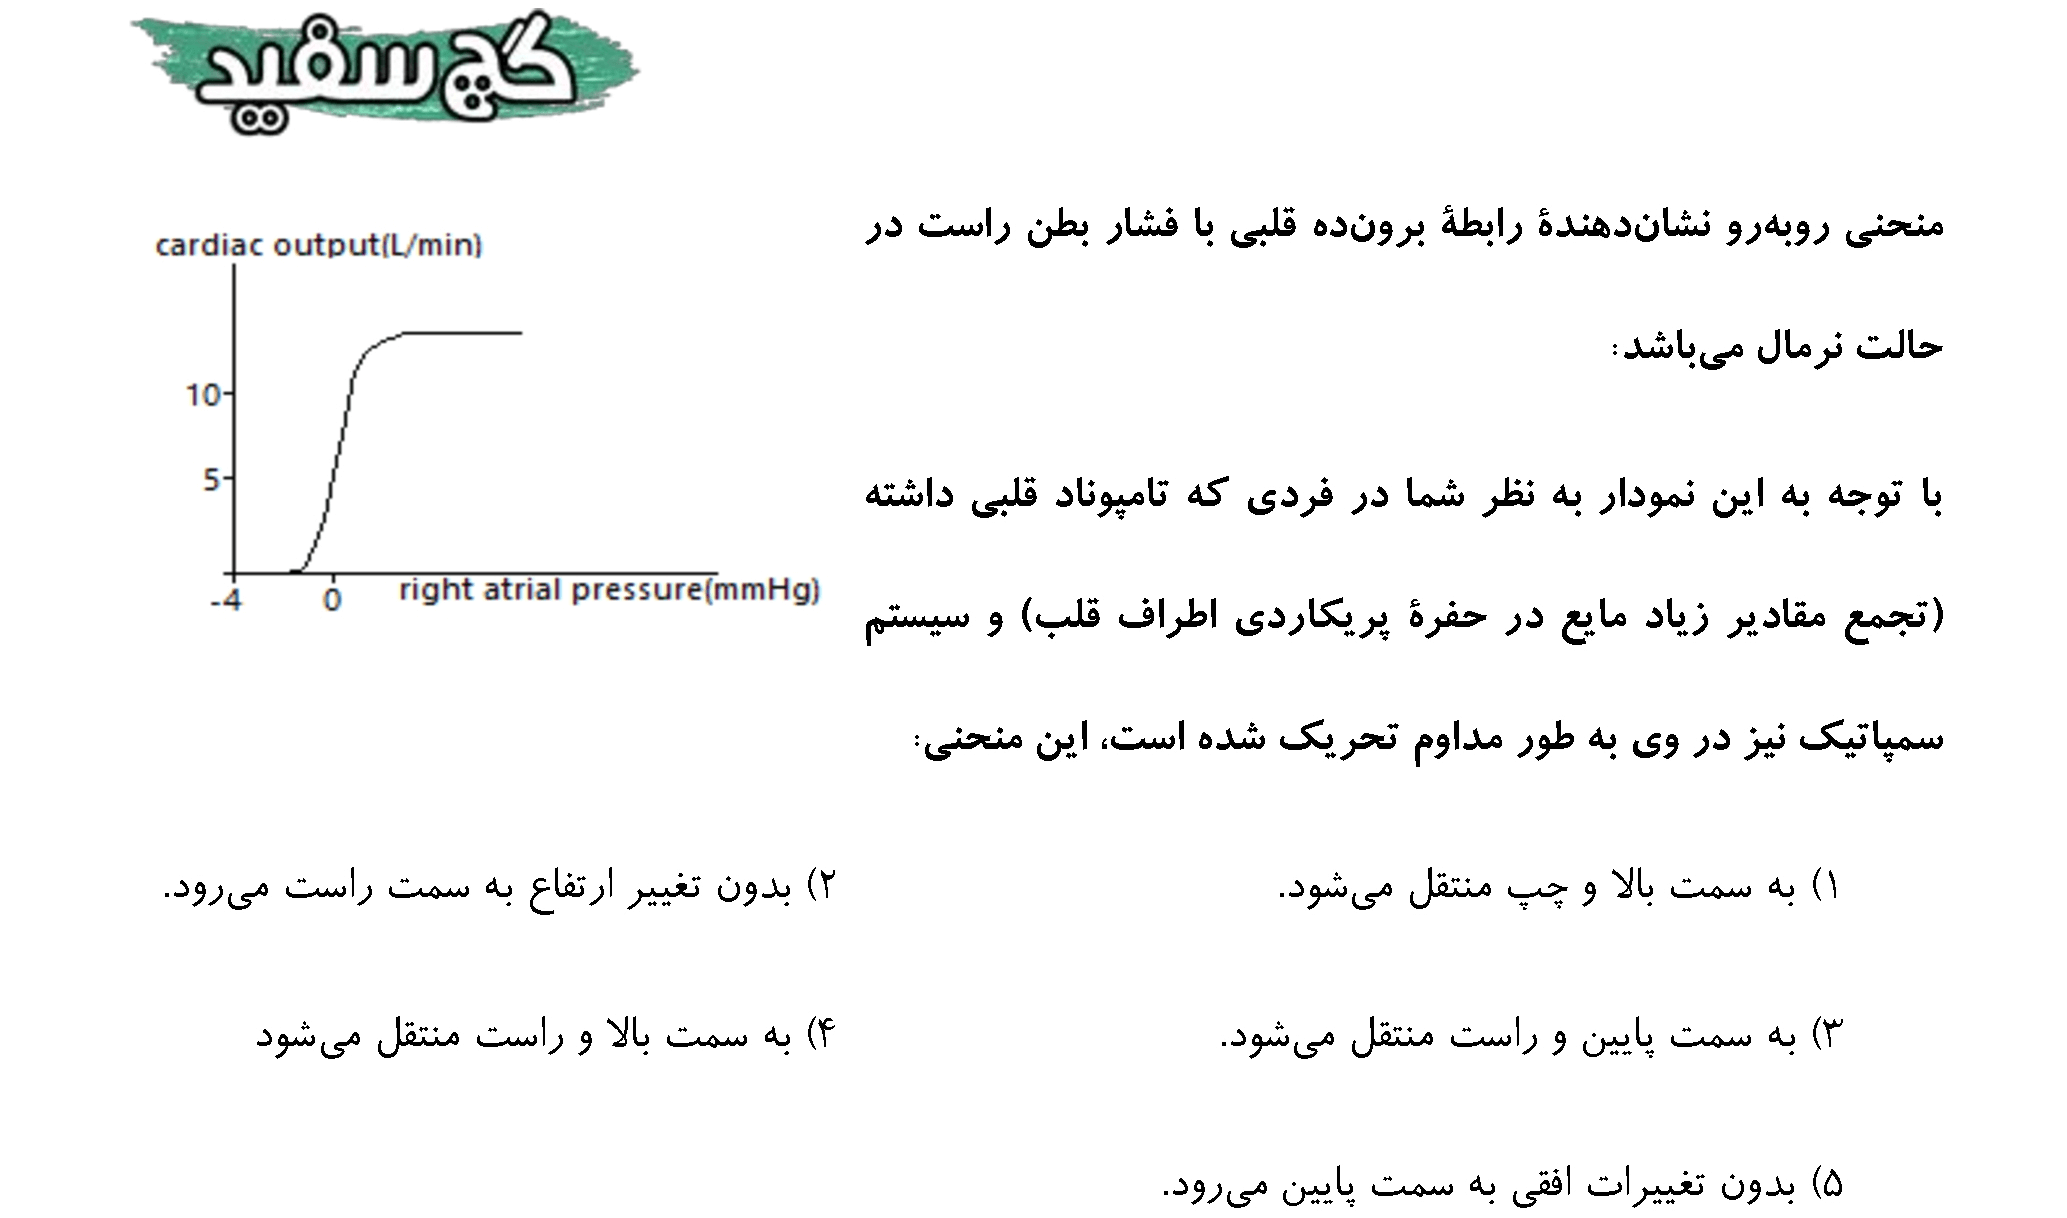 گچ سفید
منحنی روبه‌رو نشان‌دهندهٔ رابطهٔ برون‌ده قلبی با فشار بطن راست در
حالت نرمال می‌باشد:
cardiac output(L/min)
10
5
-4
0
right atrial pressure(mmHg)
با توجه به این نمودار به نظر شما در فردی که تامپوناد قلبی داشته
(تجمع مقادیر زیاد مایع در حفرهٔ پریکاردی اطراف قلب) و سیستم
سمپاتیک نیز در وی به طور مداوم تحریک شده است، این منحنی:
۱) به سمت بالا و چپ منتقل می‌شود.
۲) بدون تغییر ارتفاع به سمت راست می‌رود.
۳) به سمت پایین و راست منتقل می‌شود.
۴) به سمت بالا و راست منتقل می‌شود
۵) بدون تغییرات افقی به سمت پایین می‌رود.